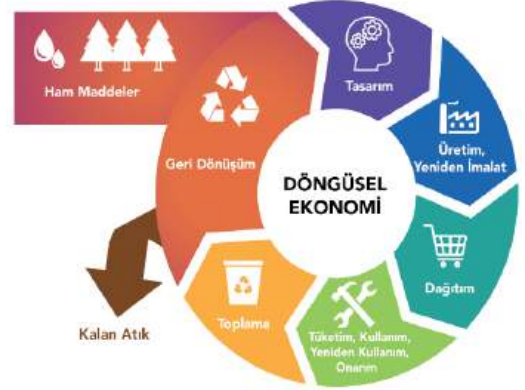 Ham Maddeler
Tasarım
Üretim,
Yeniden İmalat
Geri Dönüşüm
DÖNGÜSEL
EKONOMİ
Dağıtım
Toplama
Tüketim, Kullanım,
Yeniden Kullanım,
Onarım
Kalan Atık